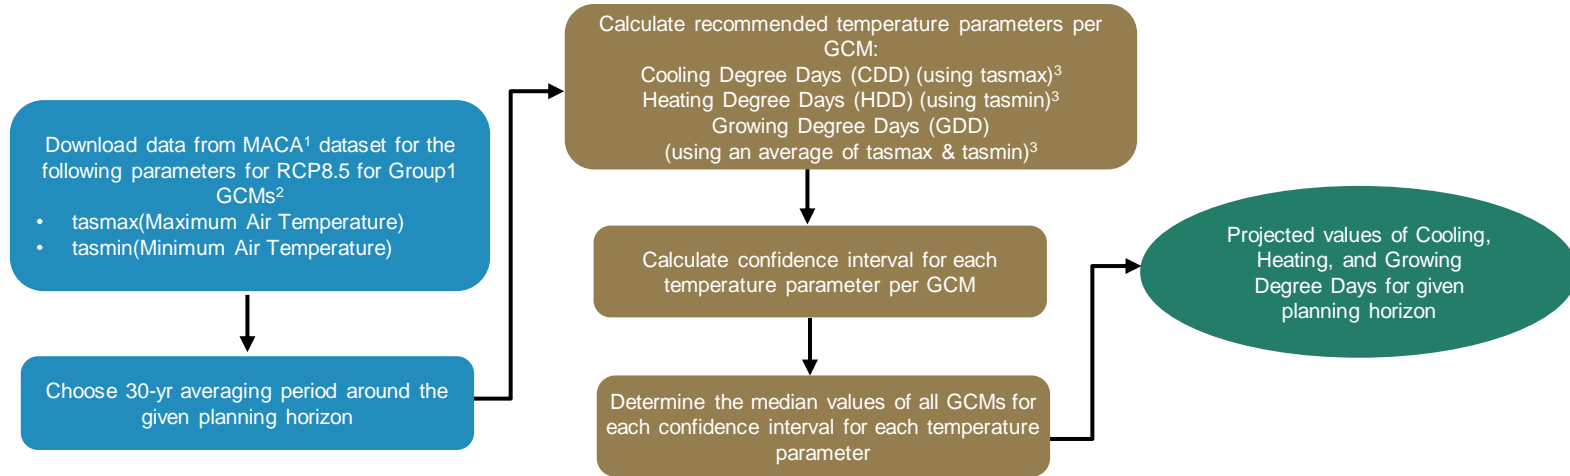 Download data from MACA¹ dataset for the
following parameters for RCP8.5 for Group1
GCMs²
• tasmax(Maximum Air Temperature)
• tasmin(Minimum Air Temperature)
Choose 30-yr averaging period around the
given planning horizon
Calculate recommended temperature parameters per
GCM:
Cooling Degree Days (CDD) (using tasmax)³
Heating Degree Days (HDD) (using tasmin)³
Growing Degree Days (GDD)
(using an average of tasmax & tasmin)³
Calculate confidence interval for each
temperature parameter per GCM
Determine the median values of all GCMs for
each confidence interval for each temperature
parameter
Projected values of Cooling,
Heating, and Growing
Degree Days for given
planning horizon